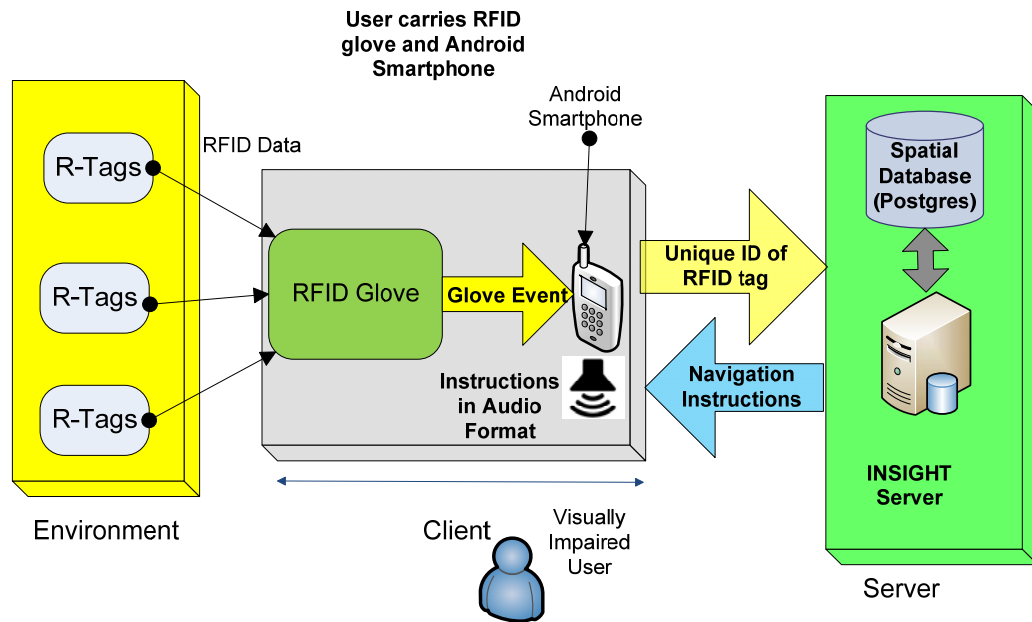 User carries RFID
glove and Android
Smartphone
Android
Smartphone
RFID Data
R-Tags
R-Tags
R-Tags
RFID Glove
Glove Event
Instructions
in Audio
Format
Unique ID of
RFID tag
Navigation
Instructions
Spatial
Database
(Postgres)
INSIGHT
Server
Environment
Client
Visually
Impaired
User
Server